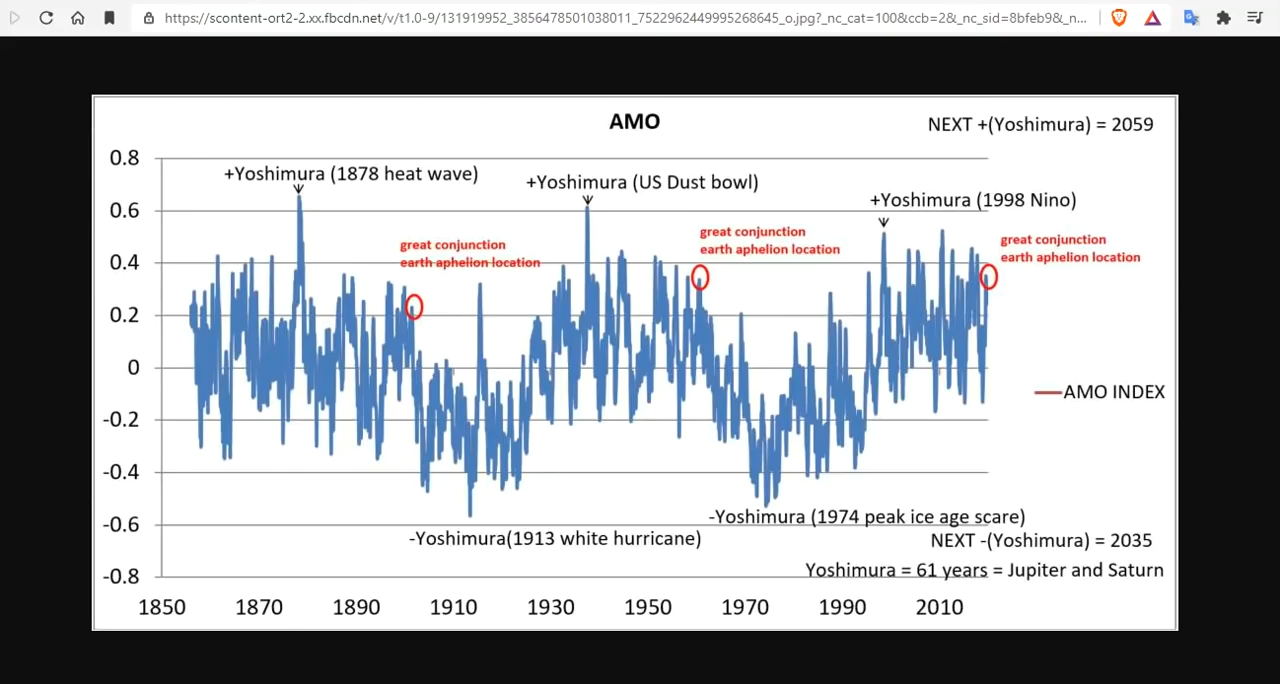 https://scontent-ort2-2.xx.fbcdn.net/v/t1.0-9/131919952_3856478501038011_7522962449995268645_o.jpg?_nc_cat=100&ccb=2&_nc_sid=8bfeb9&_n...
AMO
NEXT +(Yoshimura) = 2059
+Yoshimura (1878 heat wave)
+Yoshimura (US Dust bowl)
+Yoshimura (1998 Nino)
great conjunction
earth aphelion location
great conjunction
earth aphelion location
great conjunction
earth aphelion location
0.8
0.6
0.4
0.2
0
-0.2
-0.4
-0.6
-0.8
AMO INDEX
-Yoshimura (1974 peak ice age scare)
-Yoshimura(1913 white hurricane)
NEXT -(Yoshimura) = 2035
Yoshimura = 61 years = Jupiter and Saturn
1850 1870 1890 1910 1930 1950 1970 1990 2010